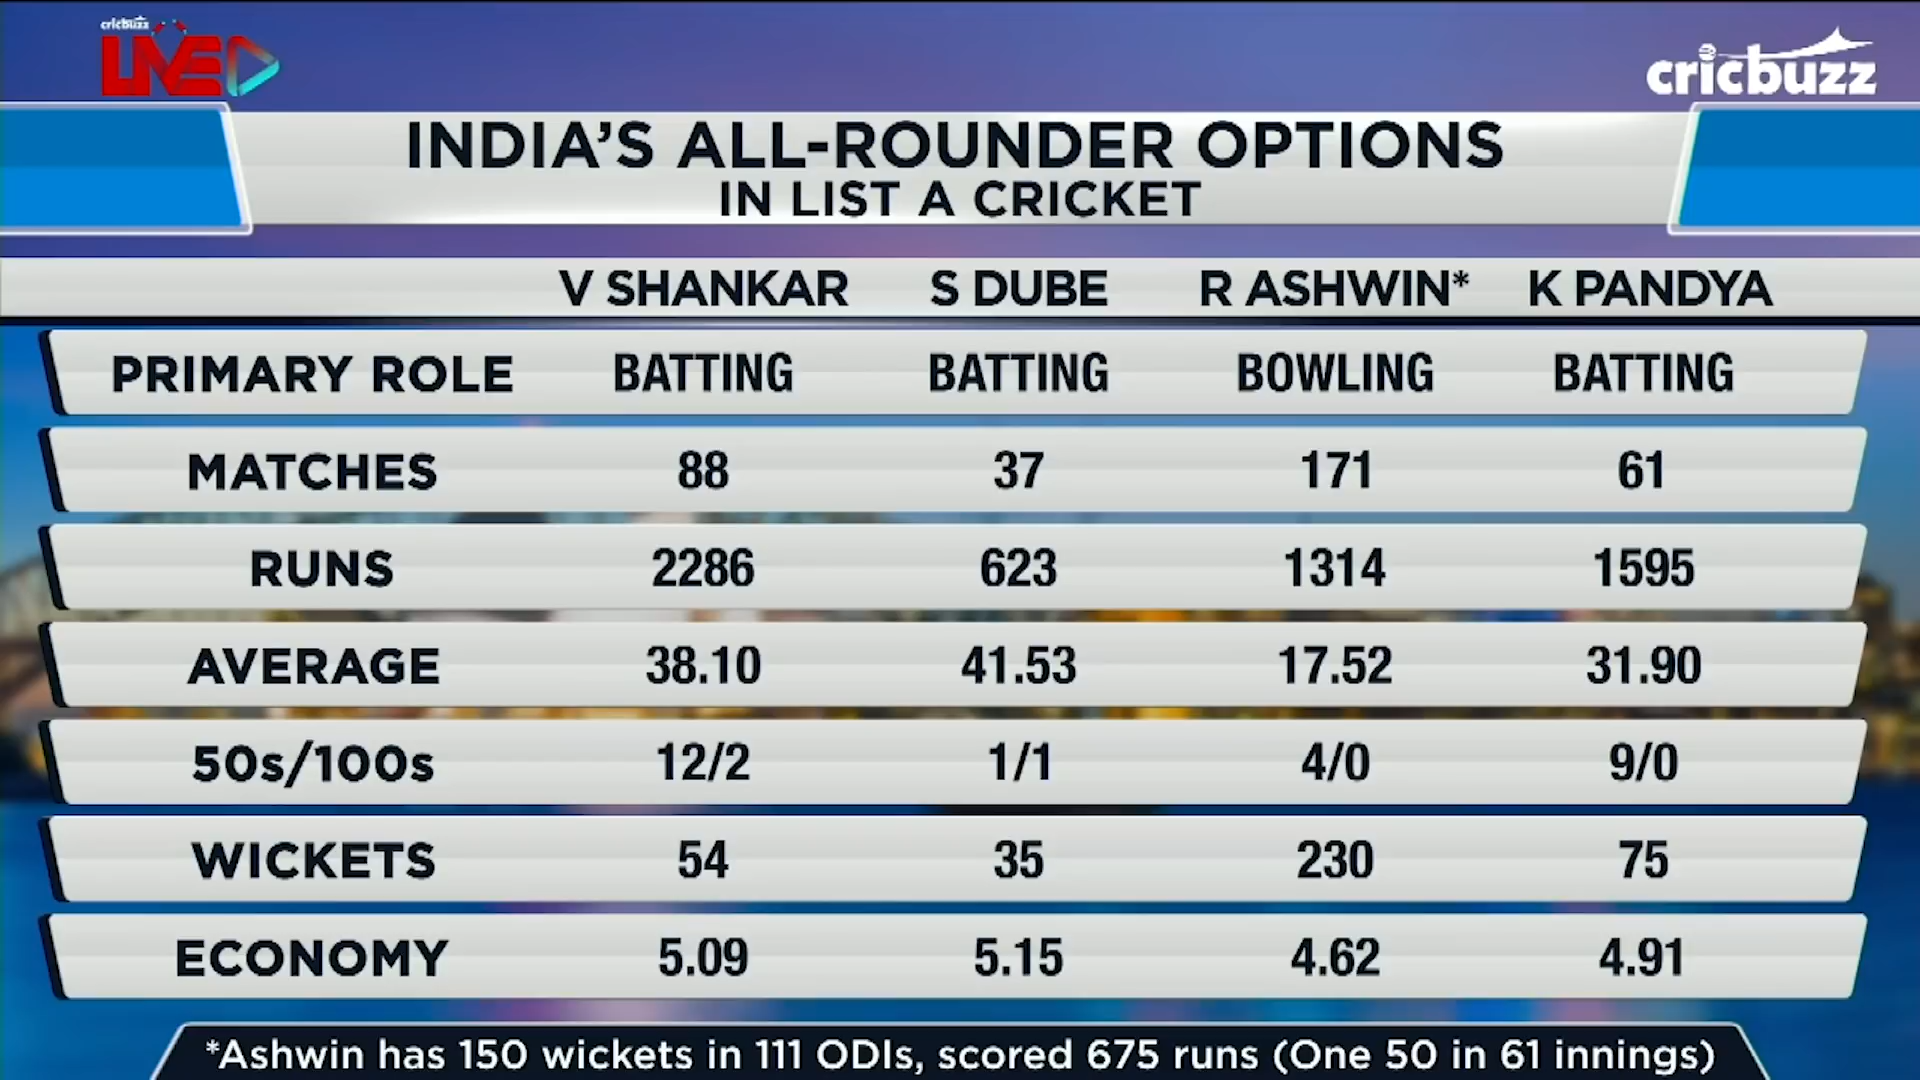 cricbuzz
LIVE
cricbuzz
INDIA'S ALL-ROUNDER OPTIONS
IN LIST A CRICKET
V SHANKAR S DUBE R ASHWIN* K PANDYA
PRIMARY ROLE BATTING BATTING BOWLING BATTING
MATCHES 88 37 171 61
RUNS 2286 623 1314 1595
AVERAGE 38.10 41.53 17.52 31.90
50s/100s 12/2 1/1 4/0 9/0
WICKETS 54 35 230 75
ECONOMY 5.09 5.15 4.62 4.91
*Ashwin has 150 wickets in 111 ODIs, scored 675 runs (One 50 in 61 innings)